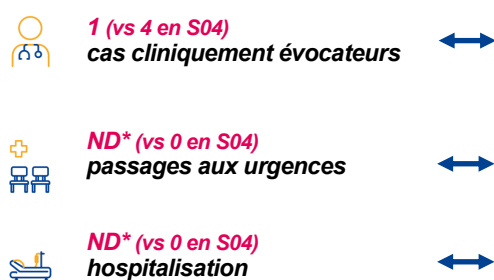 1 (vs 4 en S04)
cas cliniquement évocateurs
ND* (vs 0 en S04)
passages aux urgences
ND* (vs 0 en S04)
hospitalisation